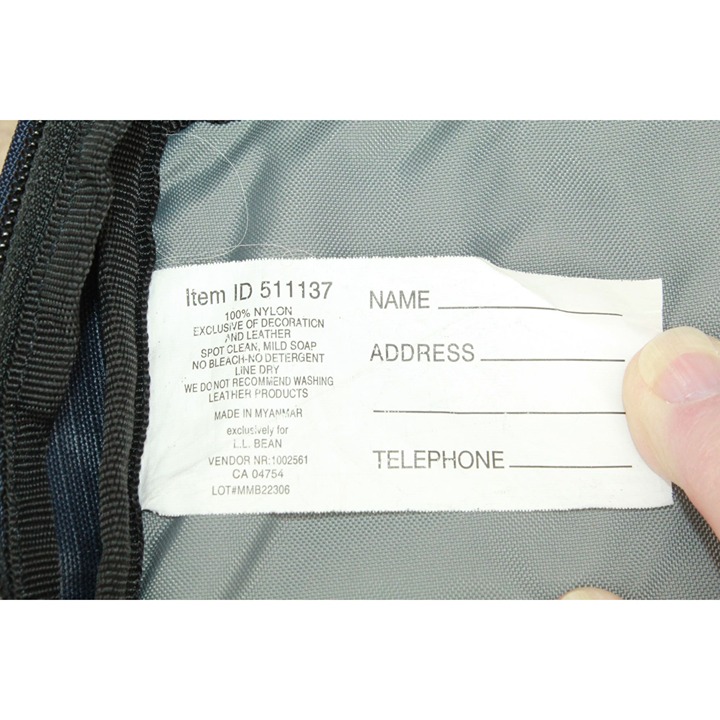 Item ID 511137
100% NYLON
EXCLUSIVE OF DECORATION
AND LEATHER
SPOT CLEAN, MILD SOAP
NO BLEACH-NO DETERGENT
LINE DRY
WE DO NOT RECOMMEND WASHING
LEATHER PRODUCTS
MADE IN MYANMAR
exclusively for
L.L. BEAN
VENDOR NR:1002561
CA 04754
LOT#MMB22306
NAME
ADDRESS
TELEPHONE